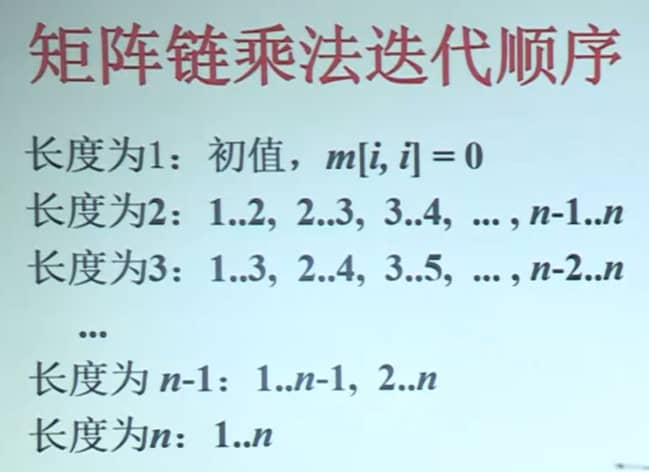 矩阵链乘法迭代顺序
长度为1：初值，m[i, i] = 0
长度为2：1..2, 2..3, 3..4, ... , n-1..n
长度为3：1..3, 2..4, 3..5, ... , n-2..n
...
长度为 n-1：1..n-1, 2..n
长度为n：1..n